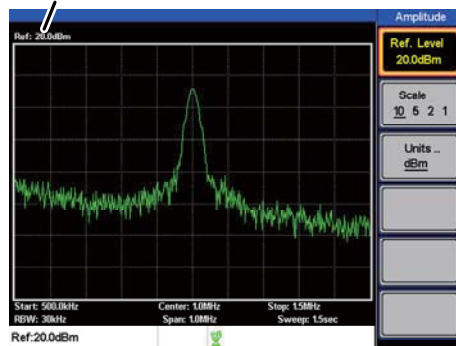 Amplitude
Ref: 20.0dBm
Ref. Level
20.0dBm
Scale
10 5 2 1
Units ..
dBm
Start: 500.0kHz Center: 1.0MHz Stop: 1.5MHz
RBW: 30kHz Span: 1.0MHz Sweep: 1.5sec
Ref:20.0dBm